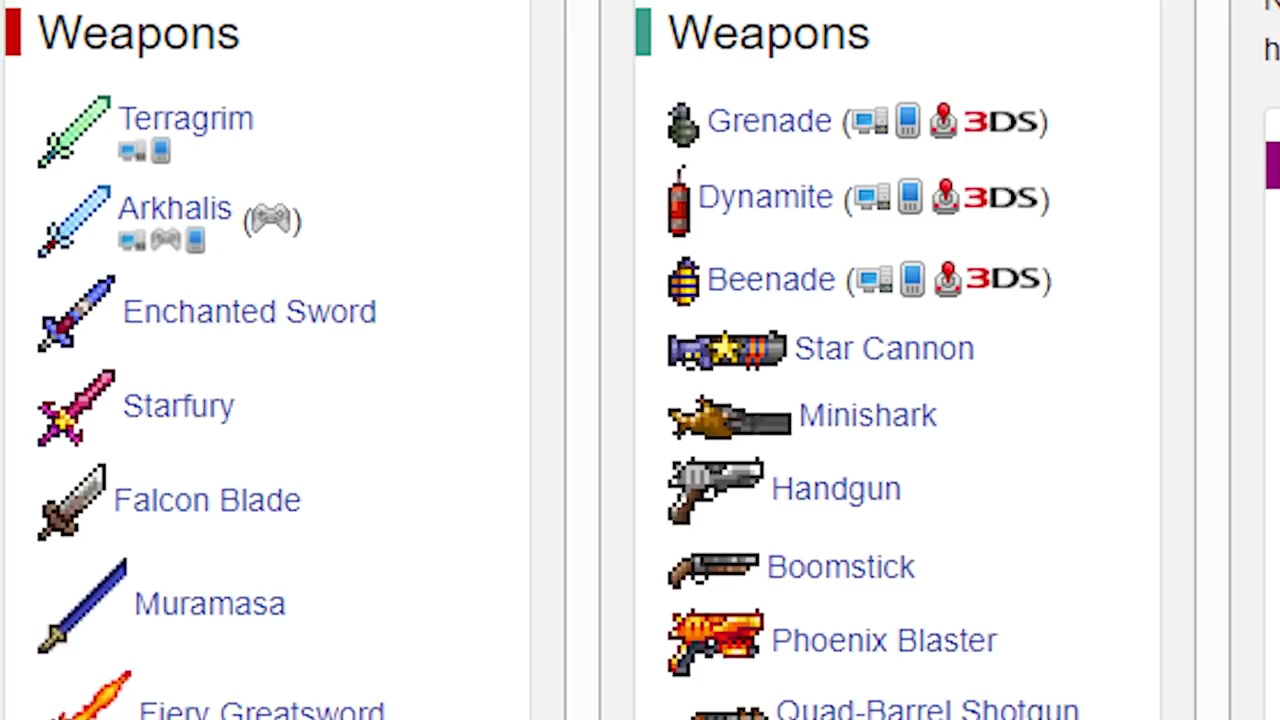 Weapons
Terragrim
Arkhalis ( )
Enchanted Sword
Starfury
Falcon Blade
Muramasa
Fiery Greatsword
Weapons
Grenade ( 3DS)
Dynamite ( 3DS)
Beenade ( 3DS)
Star Cannon
Minishark
Handgun
Boomstick
Phoenix Blaster
Quad-Barrel Shotgun
h